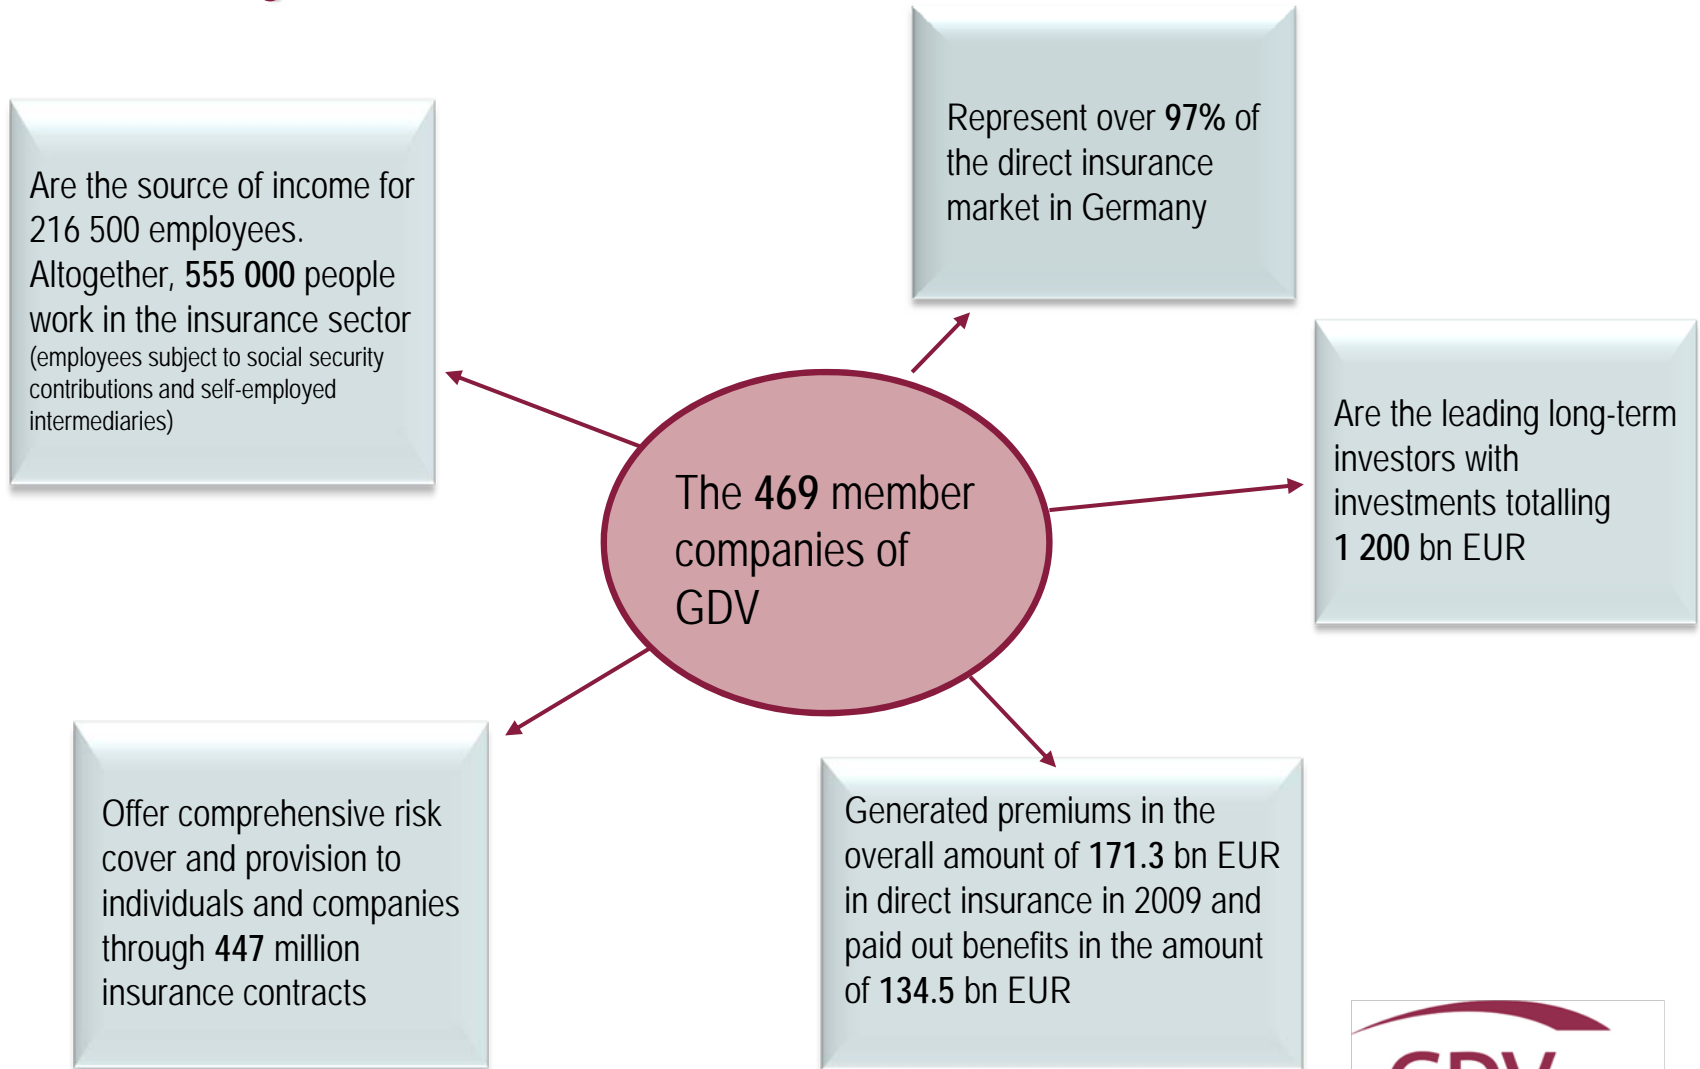 Represent over 97% of
the direct insurance
market in Germany
Are the source of income for
216 500 employees.
Altogether, 555 000 people
work in the insurance sector
(employees subject to social security
contributions and self-employed
intermediaries)
Are the leading long-term
investors with
investments totalling
1 200 bn EUR
The 469 member
companies of
GDV
Offer comprehensive risk
cover and provision to
individuals and companies
through 447 million
insurance contracts
Generated premiums in the
overall amount of 171.3 bn EUR
in direct insurance in 2009 and
paid out benefits in the amount
of 134.5 bn EUR
GDV